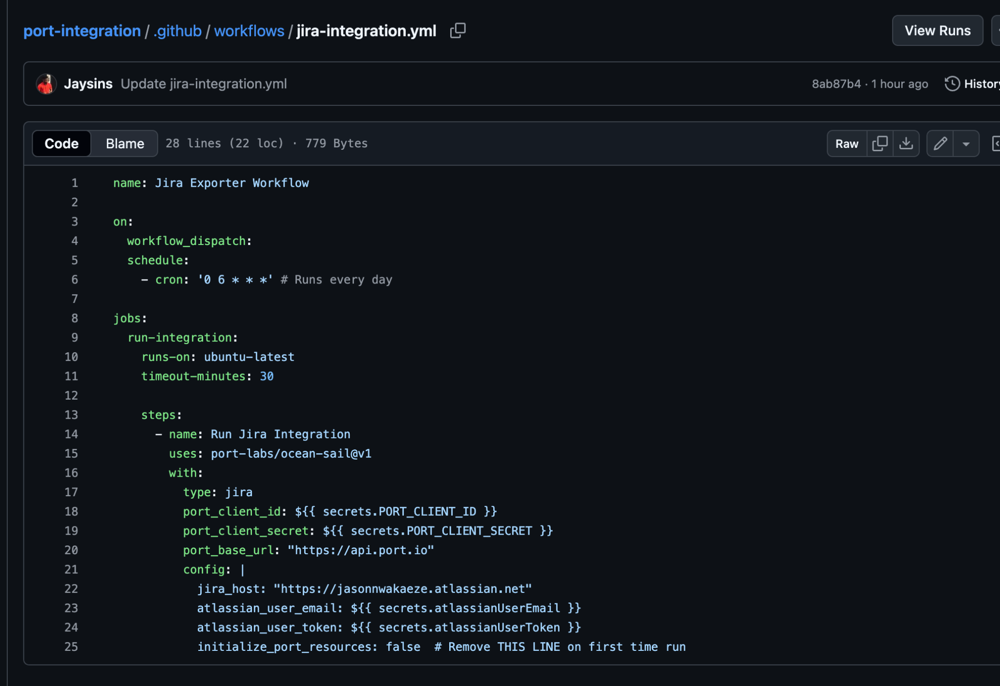 port-integration / .github / workflows / jira-integration.yml
View Runs
Jaysins Update jira-integration.yml
8ab87b4 · 1 hour ago
History
Code Blame 28 lines (22 loc) · 779 Bytes
Raw
1 name: Jira Exporter Workflow
2
3 on:
4 workflow_dispatch:
5 schedule:
6 - cron: '0 6 * * *' # Runs every day
7
8 jobs:
9 run-integration:
10 runs-on: ubuntu-latest
11 timeout-minutes: 30
12
13 steps:
14 - name: Run Jira Integration
15 uses: port-labs/ocean-sail@v1
16 with:
17 type: jira
18 port_client_id: ${{ secrets.PORT_CLIENT_ID }}
19 port_client_secret: ${{ secrets.PORT_CLIENT_SECRET }}
20 port_base_url: "https://api.port.io"
21 config: |
22 jira_host: "https://jasonnwakaeze.atlassian.net"
23 atlassian_user_email: ${{ secrets.atlassianUserEmail }}
24 atlassian_user_token: ${{ secrets.atlassianUserToken }}
25 initialize_port_resources: false # Remove THIS LINE on first time run